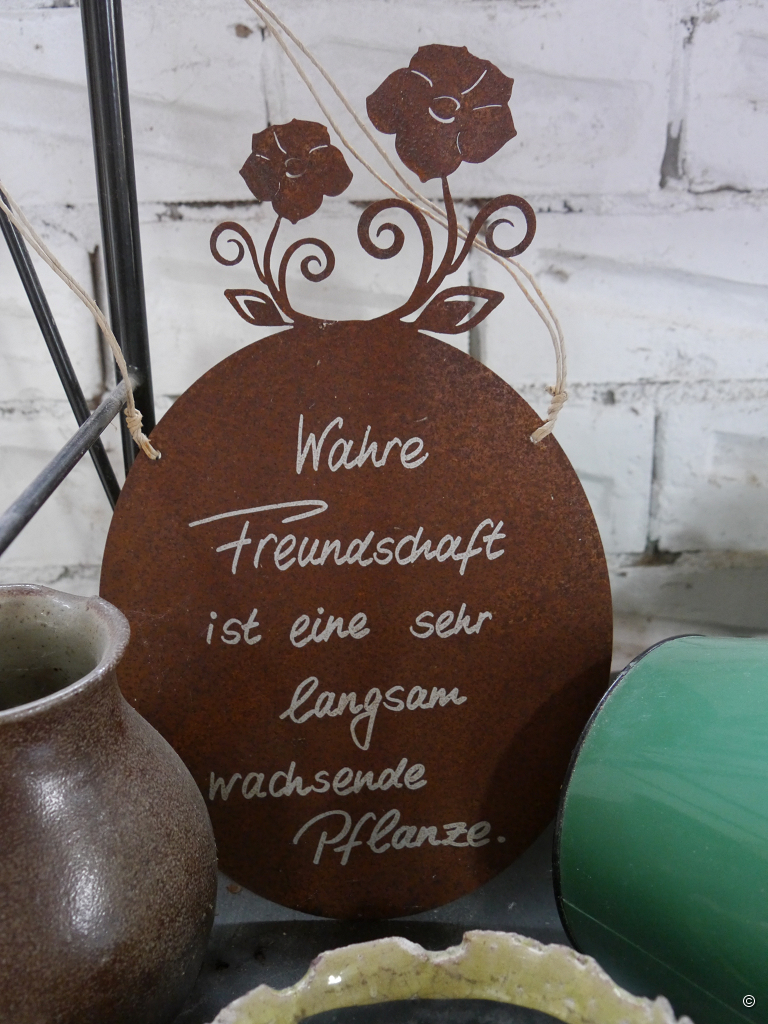 Wahre
Freundschaft
ist eine sehr
langsam
wachsende
Pflanze.
©